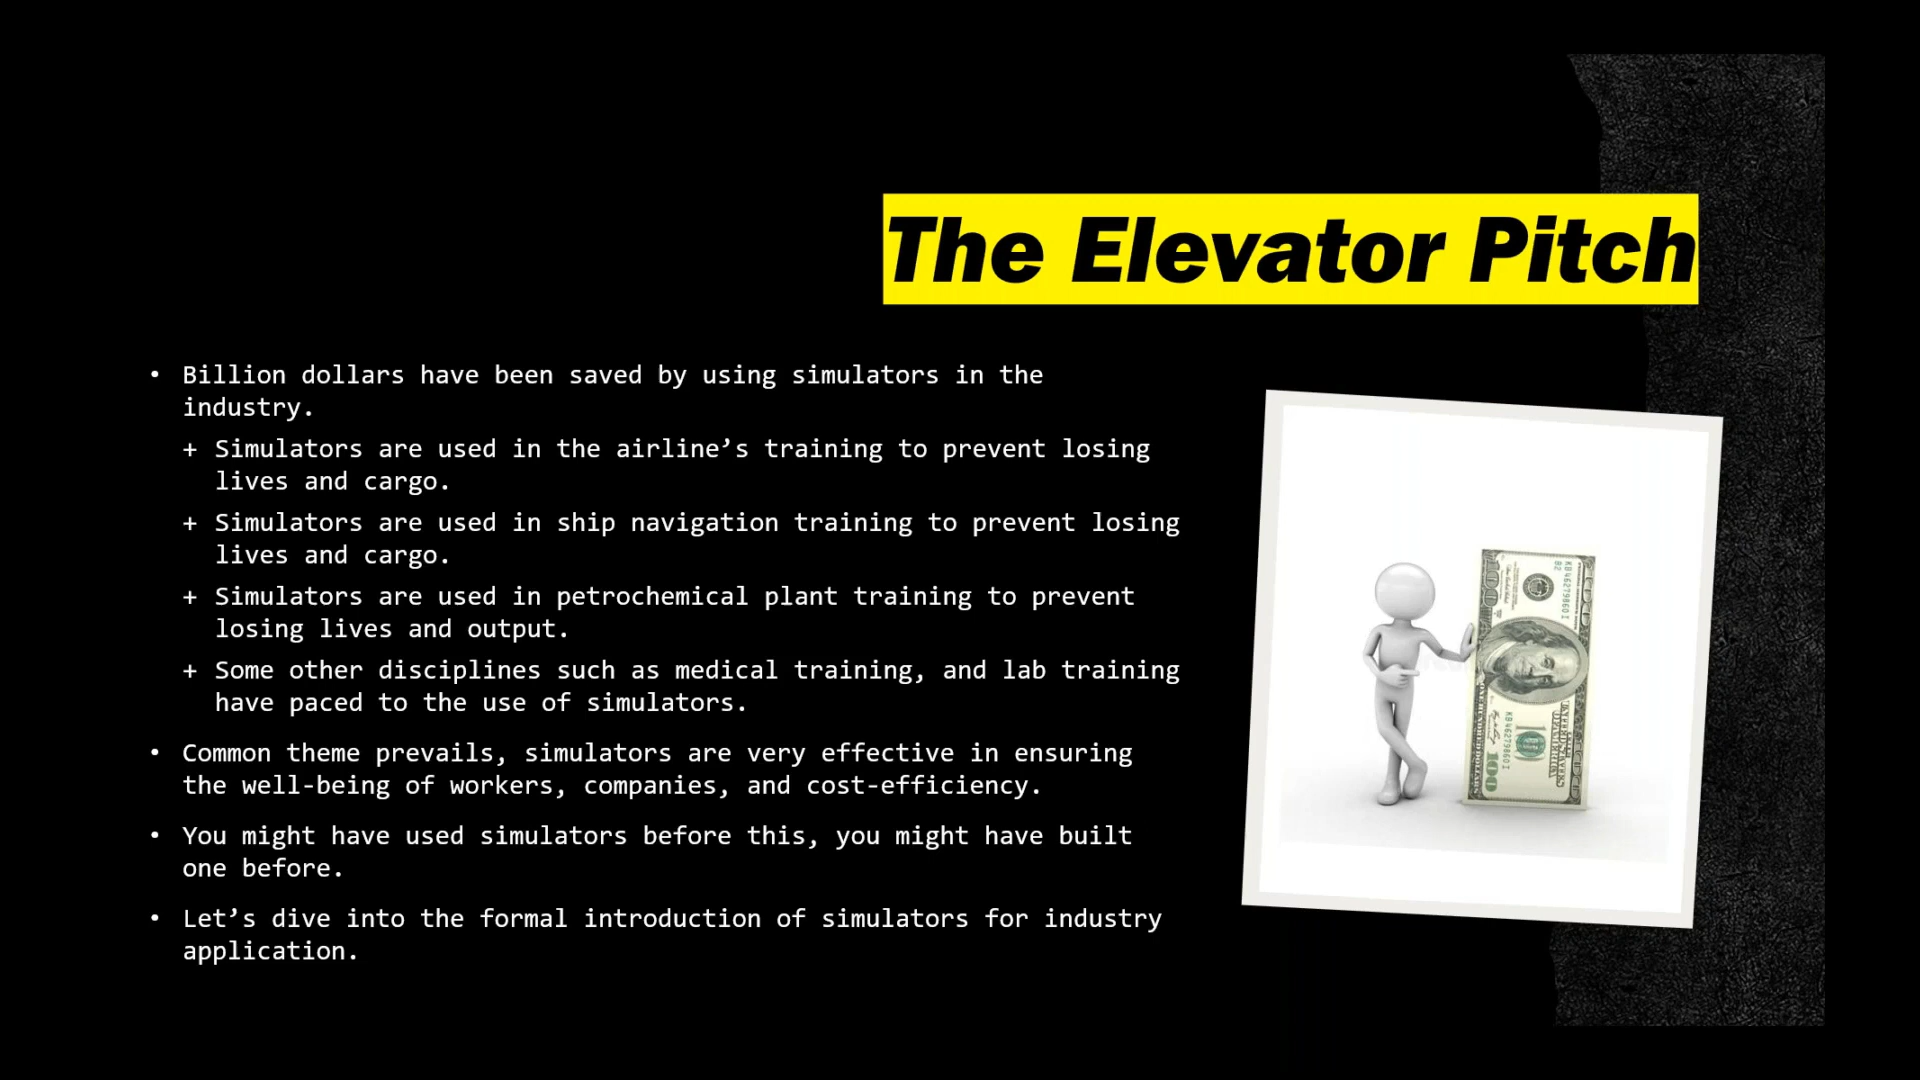 The Elevator Pitch
• Billion dollars have been saved by using simulators in the
industry.
+ Simulators are used in the airline’s training to prevent losing
lives and cargo.
+ Simulators are used in ship navigation training to prevent losing
lives and cargo.
+ Simulators are used in petrochemical plant training to prevent
losing lives and output.
+ Some other disciplines such as medical training, and lab training
have paced to the use of simulators.
• Common theme prevails, simulators are very effective in ensuring
the well-being of workers, companies, and cost-efficiency.
• You might have used simulators before this, you might have built
one before.
• Let’s dive into the formal introduction of simulators for industry
application.
100